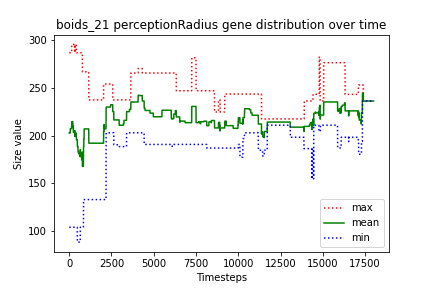 boids_21 perceptionRadius gene distribution over time
Size value
300
250
200
150
100
0
2500
5000
7500
10000
12500
15000
17500
Timesteps
max
mean
min